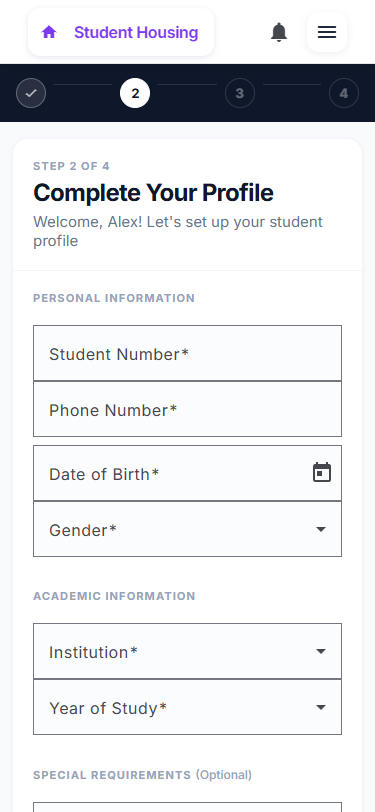 Student Housing
2 3 4
STEP 2 OF 4
Complete Your Profile
Welcome, Alex! Let's set up your student
profile
PERSONAL INFORMATION
Student Number*
Phone Number*
Date of Birth*
Gender*
ACADEMIC INFORMATION
Institution*
Year of Study*
SPECIAL REQUIREMENTS (Optional)